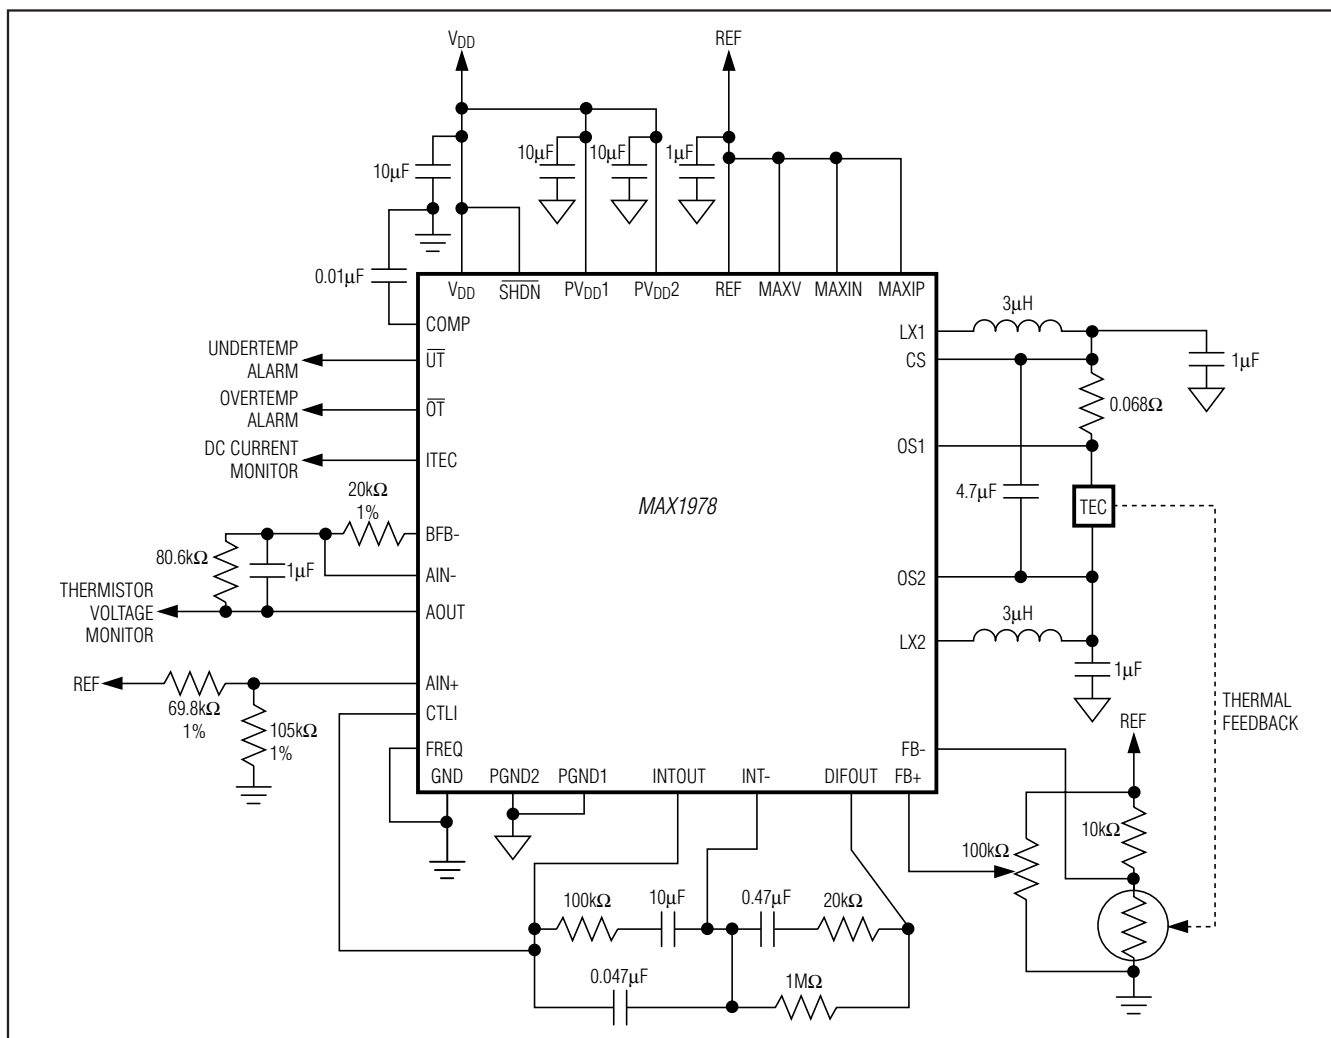 VDD
REF
10µF
10µF
10µF
1µF
0.01µF
VDD
SHDN
PVDD1
PVDD2
REF
MAXV
MAXIN
MAXIP
COMP
UNDERTEMP
ALARM
UT
OVERTEMP
ALARM
OT
DC CURRENT
MONITOR
ITEC
20kΩ
1%
BFB-
80.6kΩ
1µF
AIN-
THERMISTOR
VOLTAGE
MONITOR
AOUT
REF
69.8kΩ
1%
AIN+
CTLI
105kΩ
1%
FREQ
MAX1978
LX1
3µH
CS
1µF
0.068Ω
OS1
4.7µF
TEC
OS2
3µH
LX2
1µF
THERMAL
FEEDBACK
REF
FB-
FB+
GND
PGND2
PGND1
INTOUT
INT-
DIFOUT
10kΩ
100kΩ
100kΩ
10µF
0.47µF
20kΩ
0.047µF
1MΩ